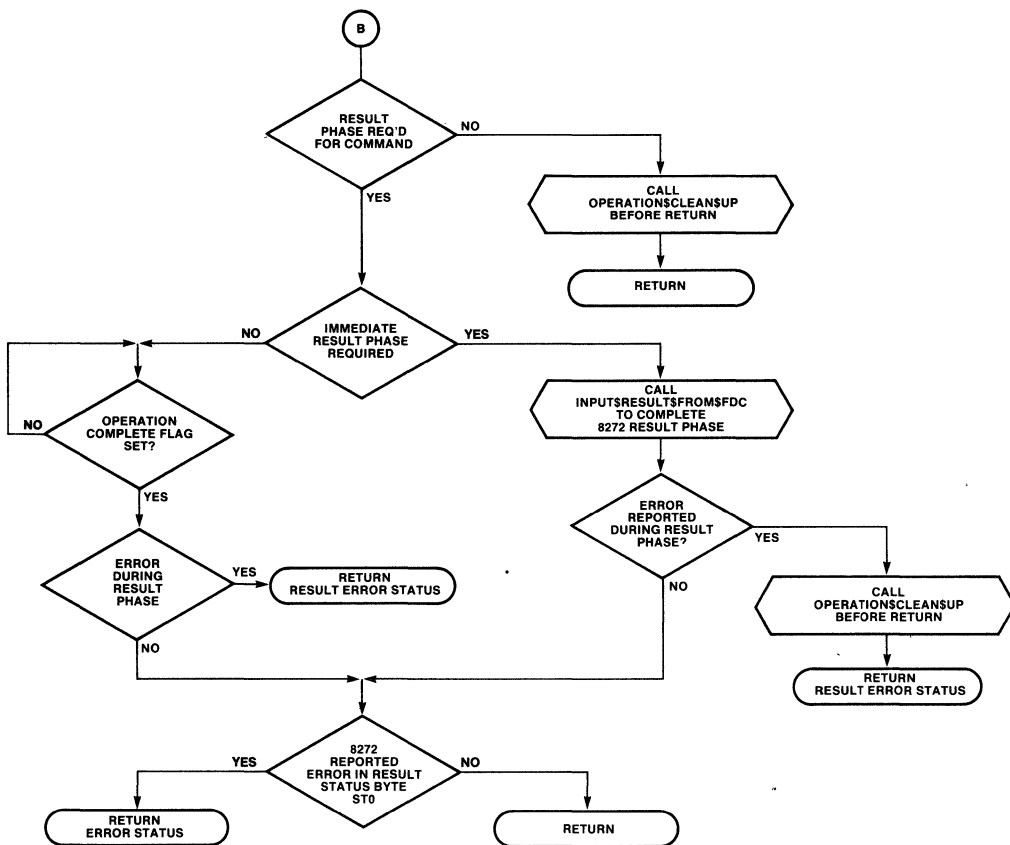 B
RESULT
PHASE REQ'D
FOR COMMAND
NO
YES
CALL
OPERATION$CLEAN$UP
BEFORE RETURN
RETURN
IMMEDIATE
RESULT PHASE
REQUIRED
NO
YES
CALL
INPUT$RESULT$FROM$FDC
TO COMPLETE
8272 RESULT PHASE
OPERATION
COMPLETE FLAG
SET?
NO
YES
ERROR
REPORTED
DURING RESULT
PHASE?
YES
NO
ERROR
DURING
RESULT
PHASE
YES
NO
RETURN
RESULT ERROR STATUS
CALL
OPERATION$CLEAN$UP
BEFORE RETURN
RETURN
RESULT ERROR STATUS
8272
REPORTED
ERROR IN RESULT
STATUS BYTE
ST0
YES
NO
RETURN
ERROR STATUS
RETURN